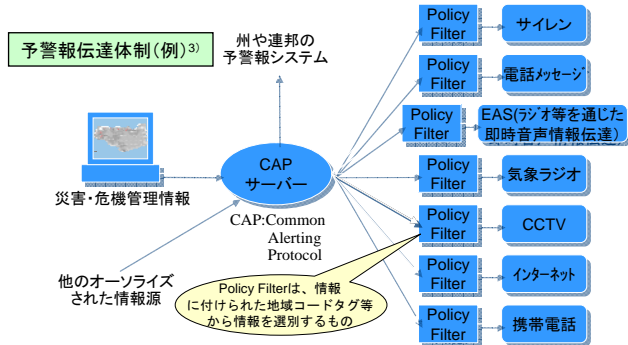 予警報伝達体制(例)3)
州や連邦の
予警報システム
災害・危機管理情報
他のオーソライズ
された情報源
CAP
サーバー
CAP:Common
Alerting
Protocol
Policy Filterは、情報
に付けられた地域コードタグ等
から情報を選別するもの
Policy
Filter
サイレン
Policy
Filter
電話メッセージ
Policy
Filter
EAS(ラジオ等を通じた
即時音声情報伝達)
Policy
Filter
気象ラジオ
Policy
Filter
CCTV
Policy
Filter
インターネット
Policy
Filter
携帯電話